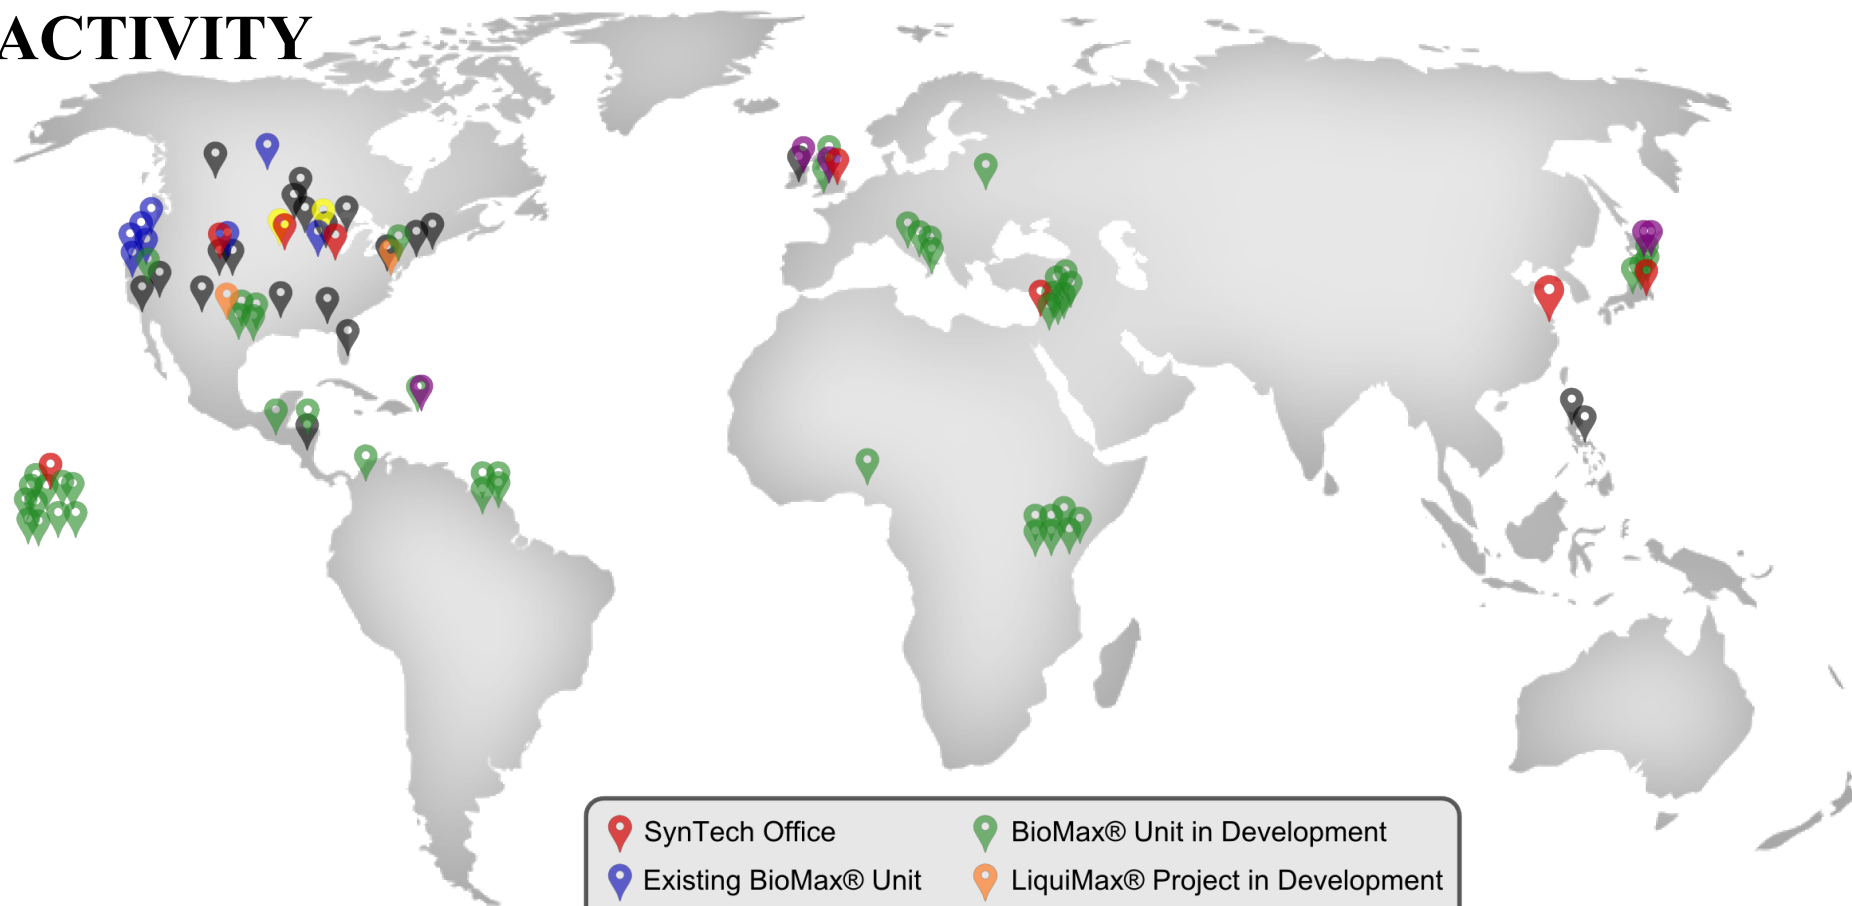 ACTIVITY
SynTech Office
BioMax® Unit in Development
Existing BioMax® Unit
LiquiMax® Project in Development